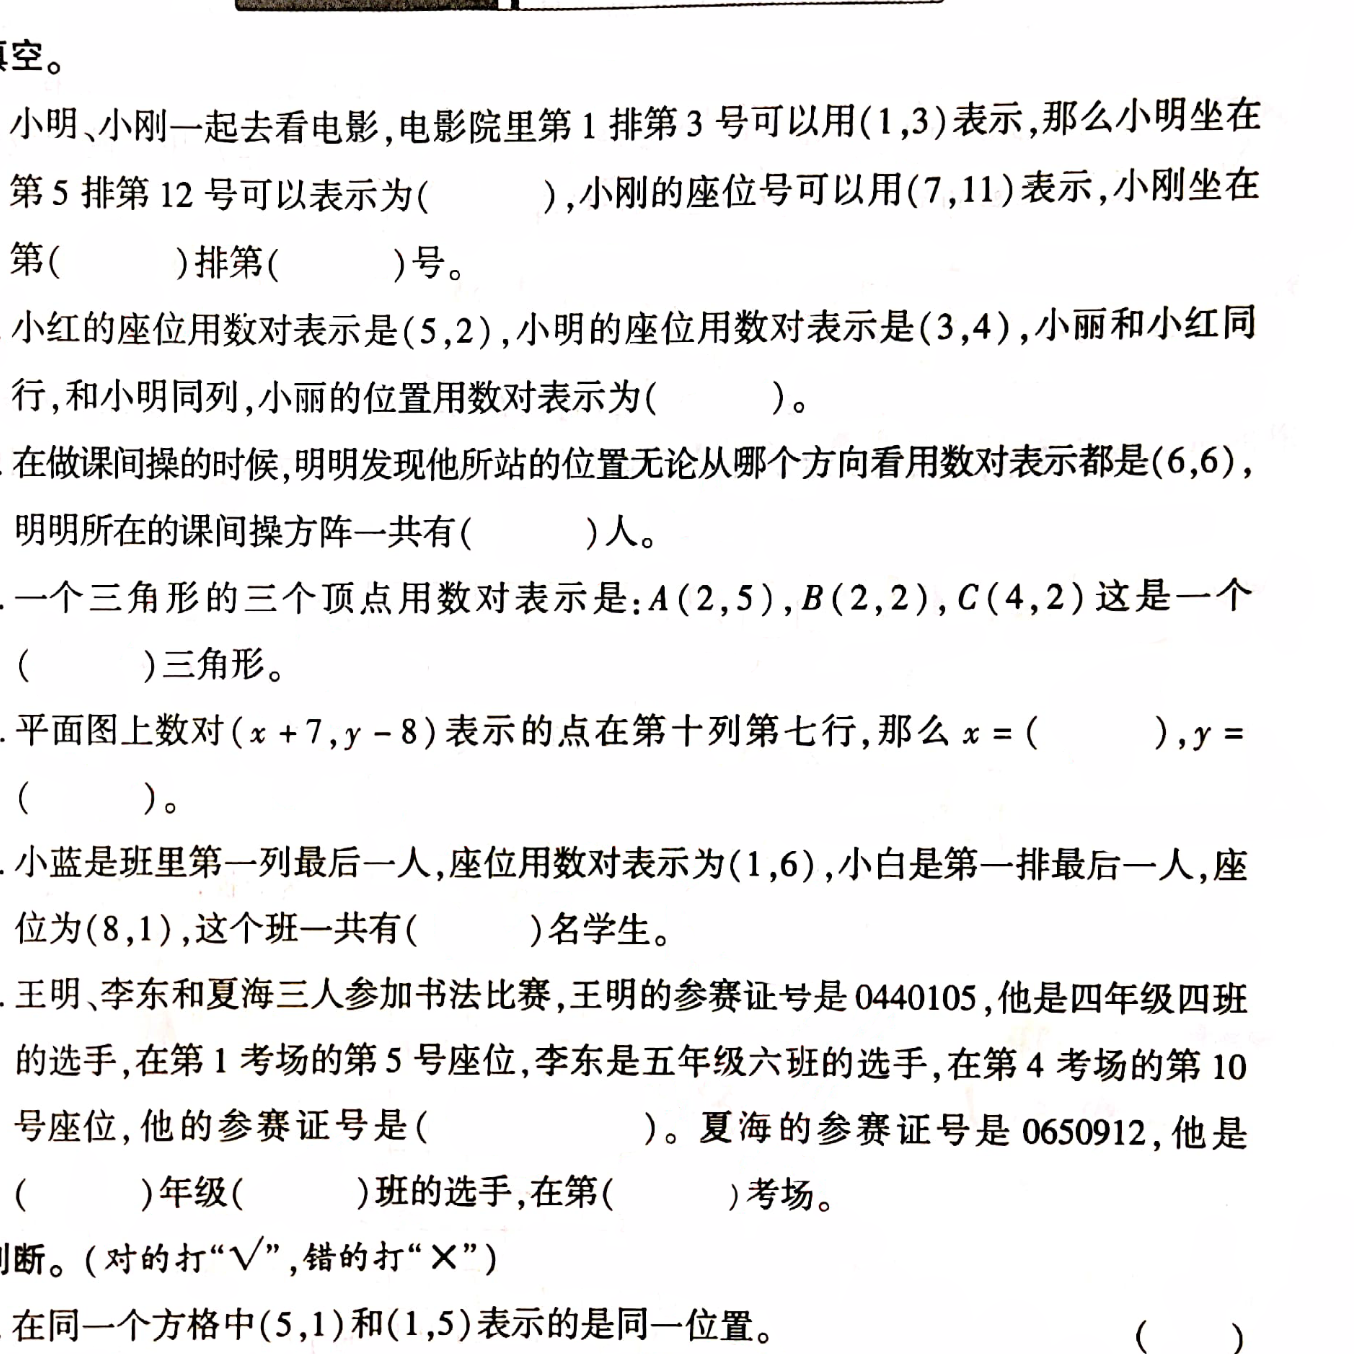 填空。
小明、小刚一起去看电影,电影院里第1排第3号可以用(1,3)表示,那么小明坐在
第5排第12号可以表示为(　　　),小刚的座位号可以用(7,11)表示,小刚坐在
第(　　　)排第(　　　)号。
小红的座位用数对表示是(5,2),小明的座位用数对表示是(3,4),小丽和小红同
行,和小明同列,小丽的位置用数对表示为(　　　)。
在做课间操的时候,明明发现他所站的位置无论从哪个方向看用数对表示都是(6,6),
明明所在的课间操方阵一共有(　　　)人。
.一个三角形的三个顶点用数对表示是:A(2,5),B(2,2),C(4,2)这是一个
(　　　)三角形。
.平面图上数对(x+7,y-8)表示的点在第十列第七行,那么x=(　　　),y=
(　　　)。
.小蓝是班里第一列最后一人,座位用数对表示为(1,6),小白是第一排最后一人,座
位为(8,1),这个班一共有(　　　)名学生。
.王明、李东和夏海三人参加书法比赛,王明的参赛证号是0440105,他是四年级四班
的选手,在第1考场的第5号座位,李东是五年级六班的选手,在第4考场的第10
号座位,他的参赛证号是(　　　　　)。夏海的参赛证号是0650912,他是
(　　　)年级(　　　)班的选手,在第(　　　)考场。
判断。(对的打“√”,错的打“×”)
在同一个方格中(5,1)和(1,5)表示的是同一位置。　　　(　　)